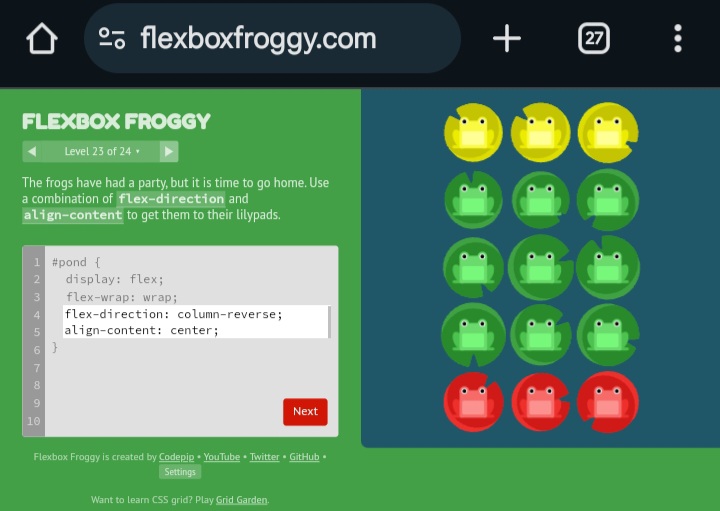 flexboxfroggy.com
27
FLEXBOX FROGGY
Level 23 of 24
The frogs have had a party, but it is time to go home. Use
a combination of flex-direction and
align-content to get them to their lilypads.
1 #pond {
2 display: flex;
3 flex-wrap: wrap;
4 flex-direction: column-reverse;
5 align-content: center;
6 }
7
8
9
10
Next
Flexbox Froggy is created by Codepip • YouTube • Twitter • GitHub •
Settings
Want to learn CSS grid? Play Grid Garden.